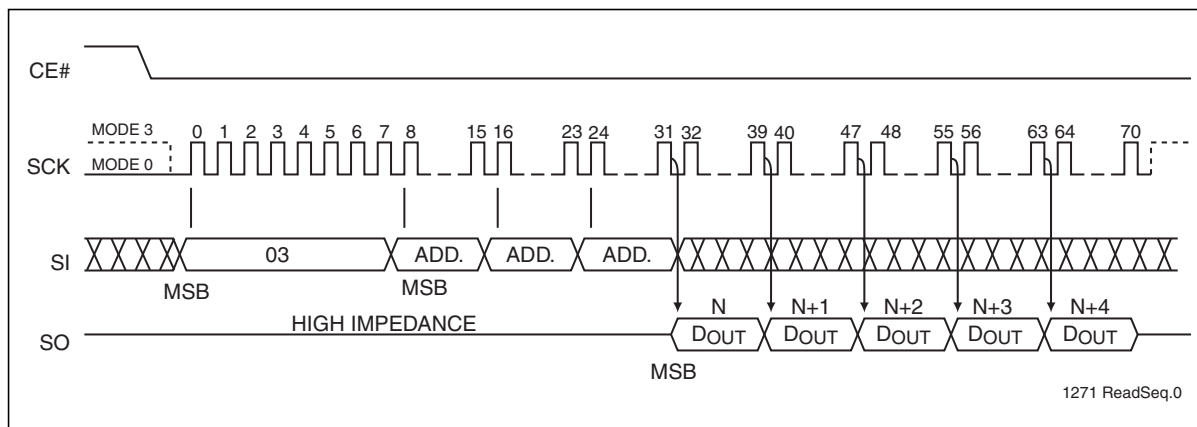 CE#
MODE 3
0 1 2 3 4 5 6 7 8 15 16 23 24 31 32 39 40 47 48 55 56 63 64 70
SCK
MODE 0
SI
03 ADD. ADD. ADD.
MSB MSB
HIGH IMPEDANCE
N N+1 N+2 N+3 N+4
SO
DOUT DOUT DOUT DOUT DOUT
MSB
1271 ReadSeq.0